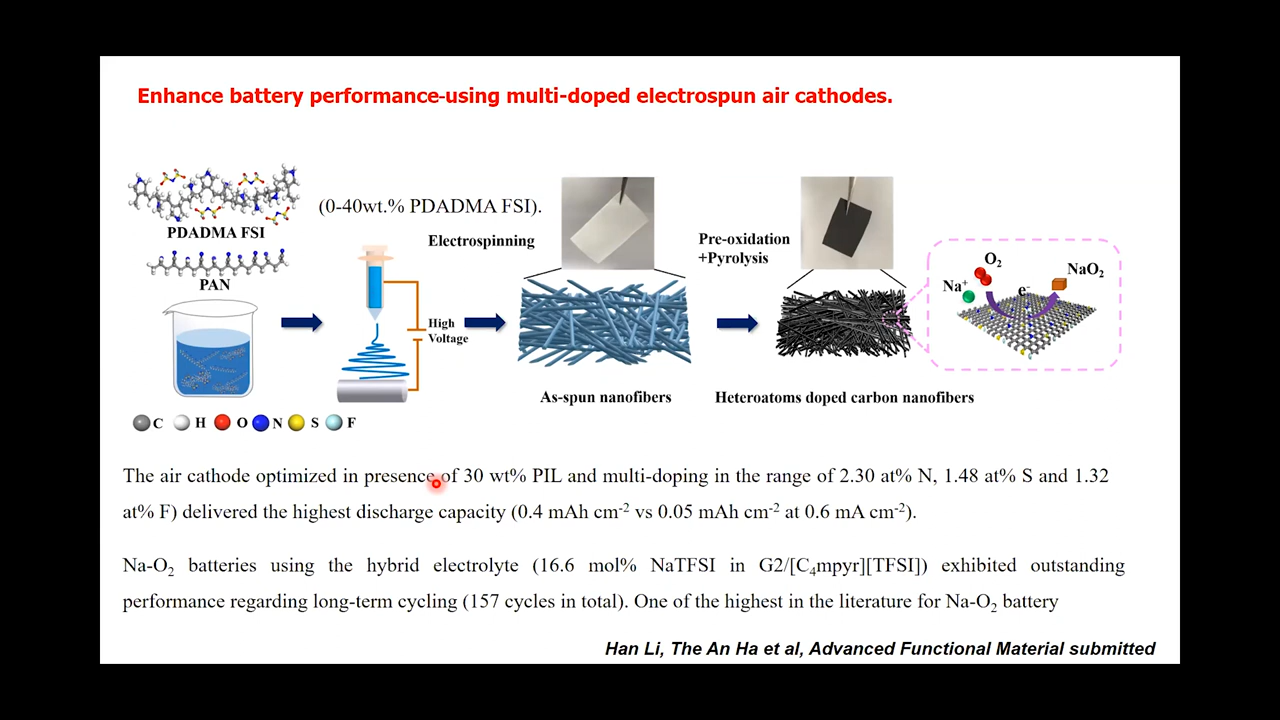 Enhance battery performance-using multi-doped electrospun air cathodes.
PDADMA FSI
(0-40wt.% PDADMA FSI).
PAN
High
Voltage
Electrospinning
As-spun nanofibers
Pre-oxidation
+Pyrolysis
Heteroatoms doped carbon nanofibers
Na⁺
O₂
e⁻
NaO₂
C H O N S F
The air cathode optimized in presence of 30 wt% PIL and multi-doping in the range of 2.30 at% N, 1.48 at% S and 1.32
at% F) delivered the highest discharge capacity (0.4 mAh cm⁻² vs 0.05 mAh cm⁻² at 0.6 mA cm⁻²).
Na-O₂ batteries using the hybrid electrolyte (16.6 mol% NaTFSI in G2/[C₄mpyr][TFSI]) exhibited outstanding
performance regarding long-term cycling (157 cycles in total). One of the highest in the literature for Na-O₂ battery
Han Li, The An Ha et al, Advanced Functional Material submitted